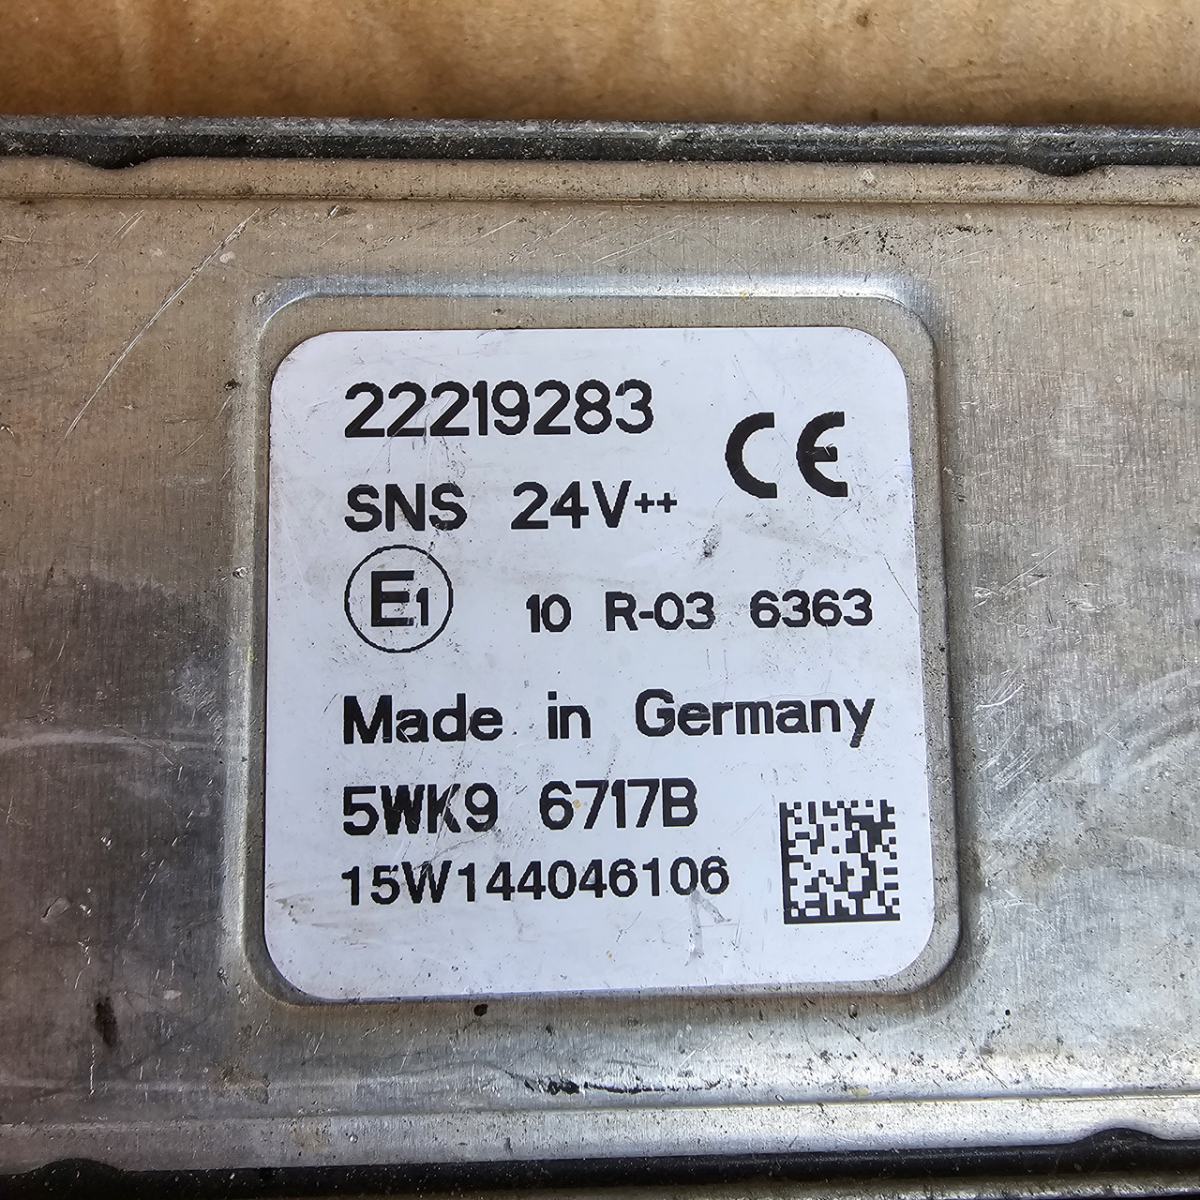 22219283
CE
SNS 24V++
E1 10 R-03 6363
Made in Germany
5WK9 6717B
15W144046106